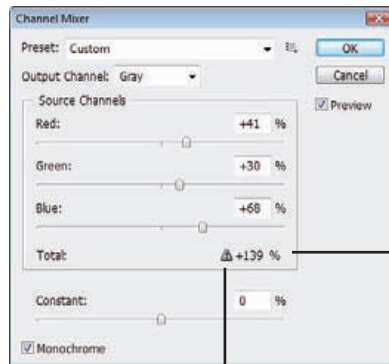 Channel Mixer
Preset: Custom
OK
Output Channel: Gray
Cancel
Source Channels
Preview
Red: +41 %
Green: +30 %
Blue: +68 %
Total: +139 %
Constant: 0 %
Monochrome